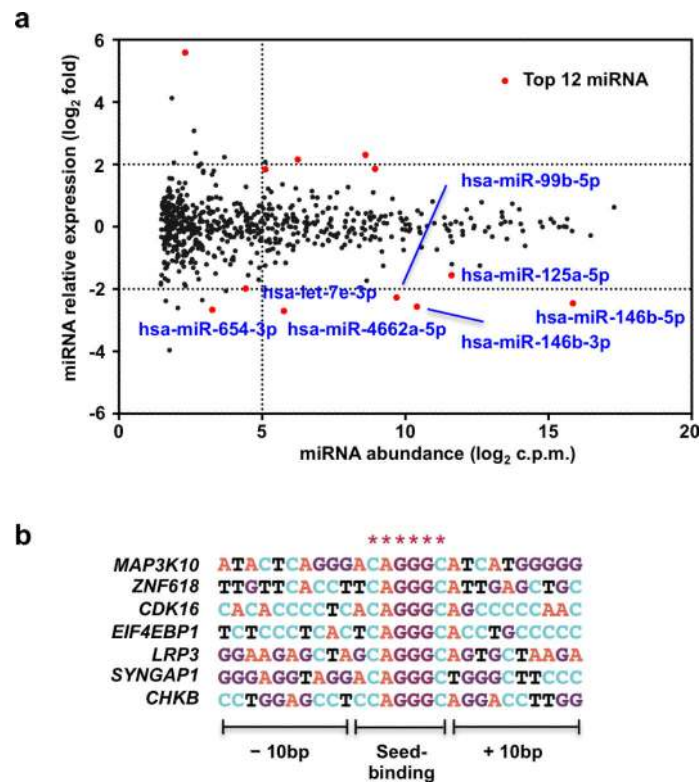 a
6
4
2
0
−2
−4
-6
miRNA relative expression (log2 fold)
Top 12 miRNA
hsa-miR-99b-5p
hsa-miR-125a-5p
hsa-let-7e-3p
hsa-miR-654-3p
hsa-miR-4662a-5p
hsa-miR-146b-5p
hsa-miR-146b-3p
0 5 10 15 20
miRNA abundance (log2 c.p.m.)
b
******
MAP3K10 ATACTCAGGGACAGGGCATCATGGGGG
ZNF618 TTGTTCACCTTCAGGGCATTGAGCTGC
CDK16 CACACCCCTCACAGGGCAGCCCCCAAC
EIF4EBP1 TCTCCCTCACTCAGGGCACCTGCCCCC
LRP3 GGAAGAGCTAGCAGGGCAGTGCTAAGA
SYNGAP1 GGGAGGTAGGACAGGGCTGGGCTTCCC
CHKB CCTGGAGCCTCCAGGGCAGGACCTTGG
− 10bp Seed- + 10bp
binding